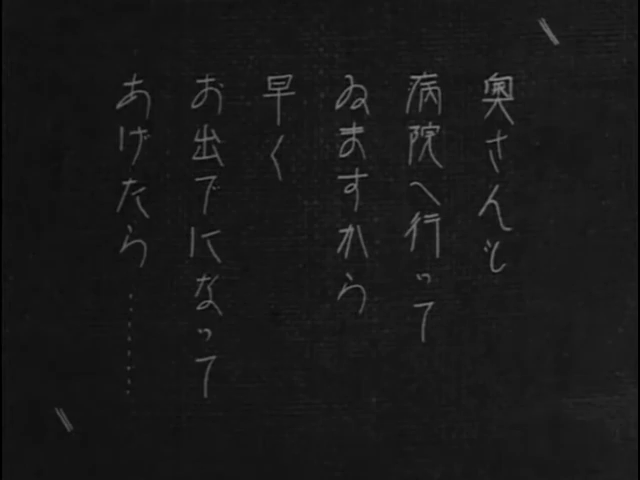 奥さんも
病院へ行って
ゐますから
早く
お出でになって
あげたら………